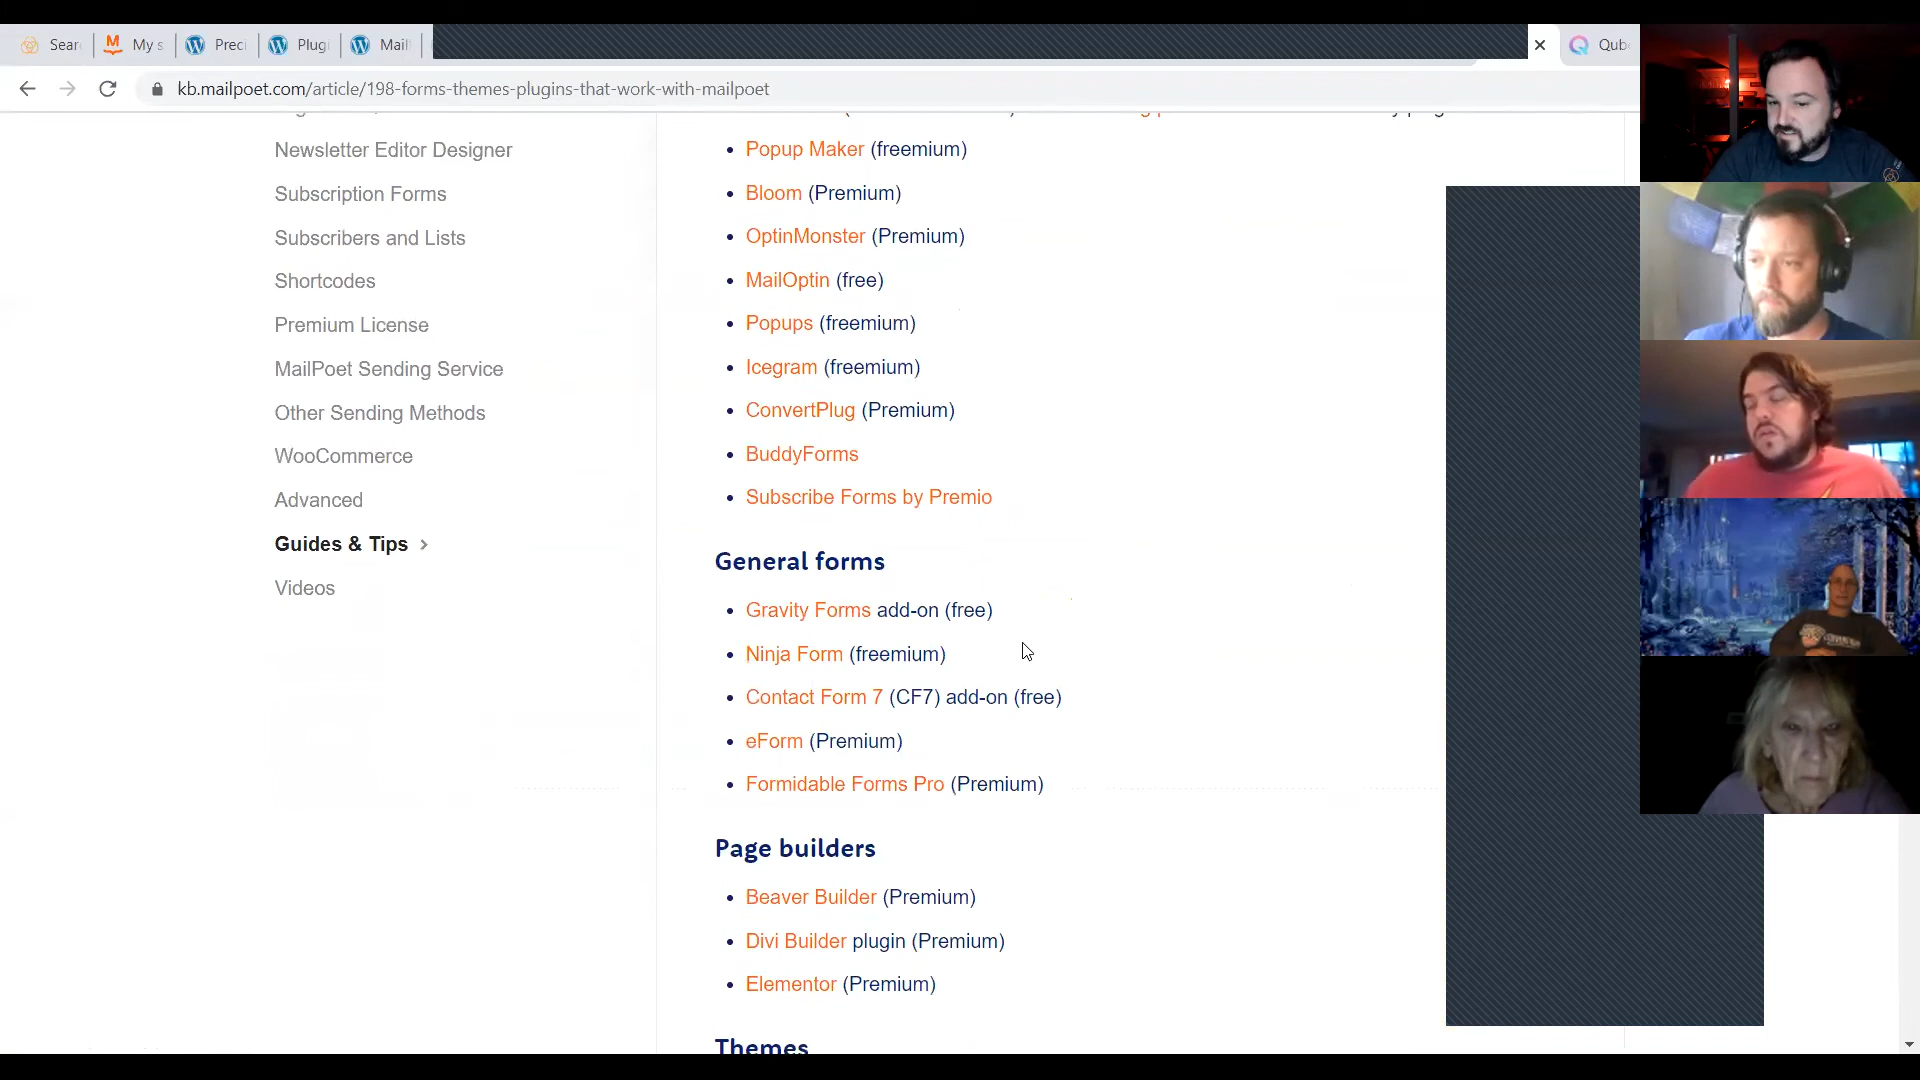 Sear
My s
Preci
Plugi
Mail
Qub
kb.mailpoet.com/article/198-forms-themes-plugins-that-work-with-mailpoet
Newsletter Editor Designer
Subscription Forms
Subscribers and Lists
Shortcodes
Premium License
MailPoet Sending Service
Other Sending Methods
WooCommerce
Advanced
Guides & Tips
Videos
Popup Maker (freemium)
Bloom (Premium)
OptinMonster (Premium)
MailOptin (free)
Popups (freemium)
Icegram (freemium)
ConvertPlug (Premium)
BuddyForms
Subscribe Forms by Premio
General forms
Gravity Forms add-on (free)
Ninja Form (freemium)
Contact Form 7 (CF7) add-on (free)
eForm (Premium)
Formidable Forms Pro (Premium)
Page builders
Beaver Builder (Premium)
Divi Builder plugin (Premium)
Elementor (Premium)
Themes